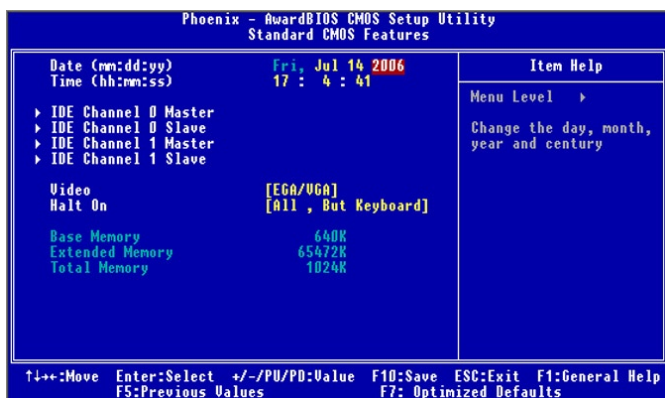 Phoenix - AwardBIOS CMOS Setup Utility
Standard CMOS Features
Date (mm:dd:yy) Fri, Jul 14 2006
Time (hh:mm:ss) 17 : 4 : 41
IDE Channel 0 Master
IDE Channel 0 Slave
IDE Channel 1 Master
IDE Channel 1 Slave
Video [EGA/VGA]
Halt On [All , But Keyboard]
Base Memory 640K
Extended Memory 65472K
Total Memory 1024K
Item Help
Menu Level
Change the day, month,
year and century
↑↓→←:Move Enter:Select +/-/PU/PD:Value F10:Save ESC:Exit F1:General Help
F5:Previous Values F7: Optimized Defaults